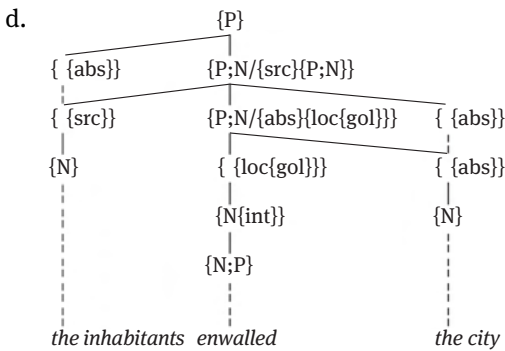 d. {P}
{ {abs}} {P;N/{src}{P;N}}
{ {src}} {P;N/{abs}{loc{gol}}} { {abs}}
{N} { {loc{gol}}} { {abs}}
{N{int}} {N}
{N;P}
the inhabitants enwalled the city